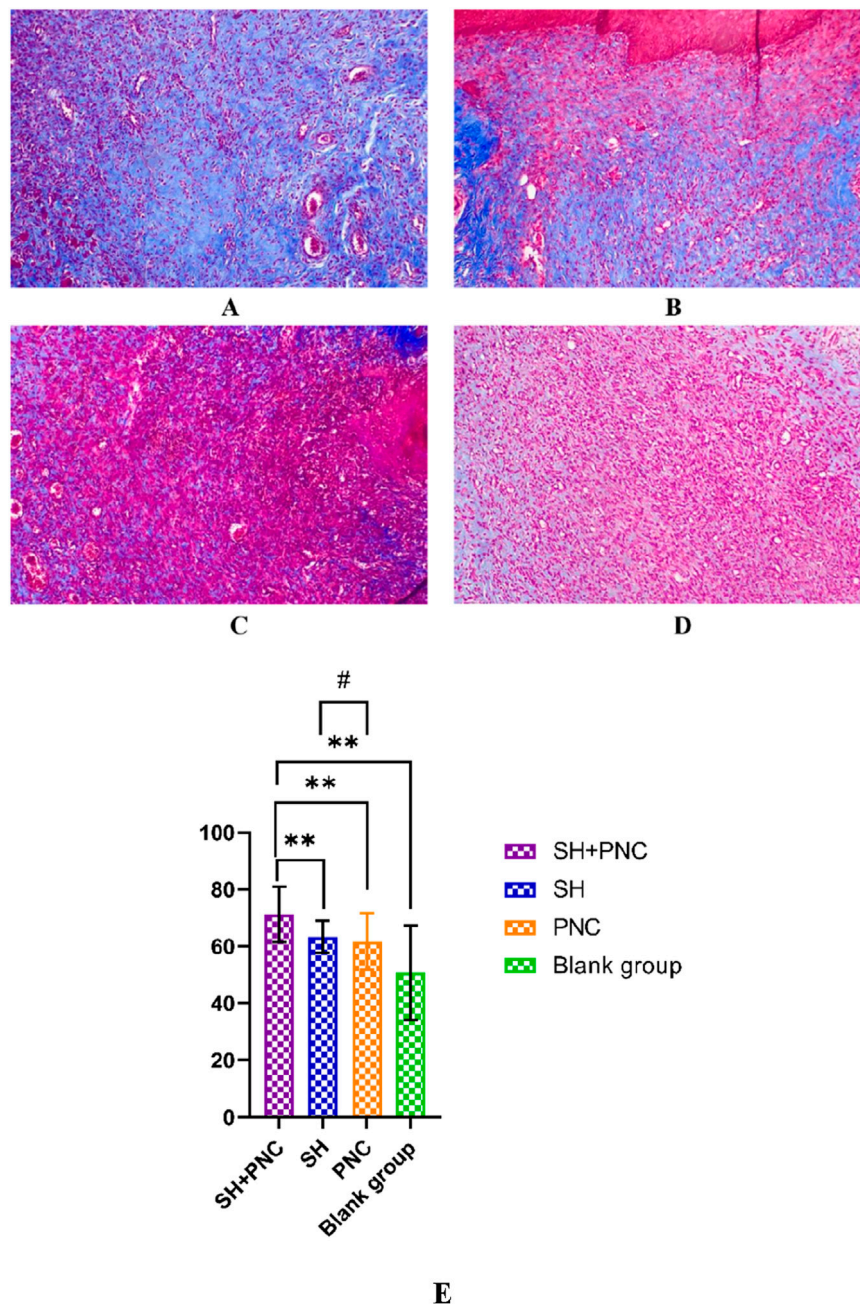 A
B
C
D
#
**
**
**
100
80
60
40
20
0
SH+PNC
SH
PNC
Blank group
SH+PNC
SH
PNC
Blank group
E